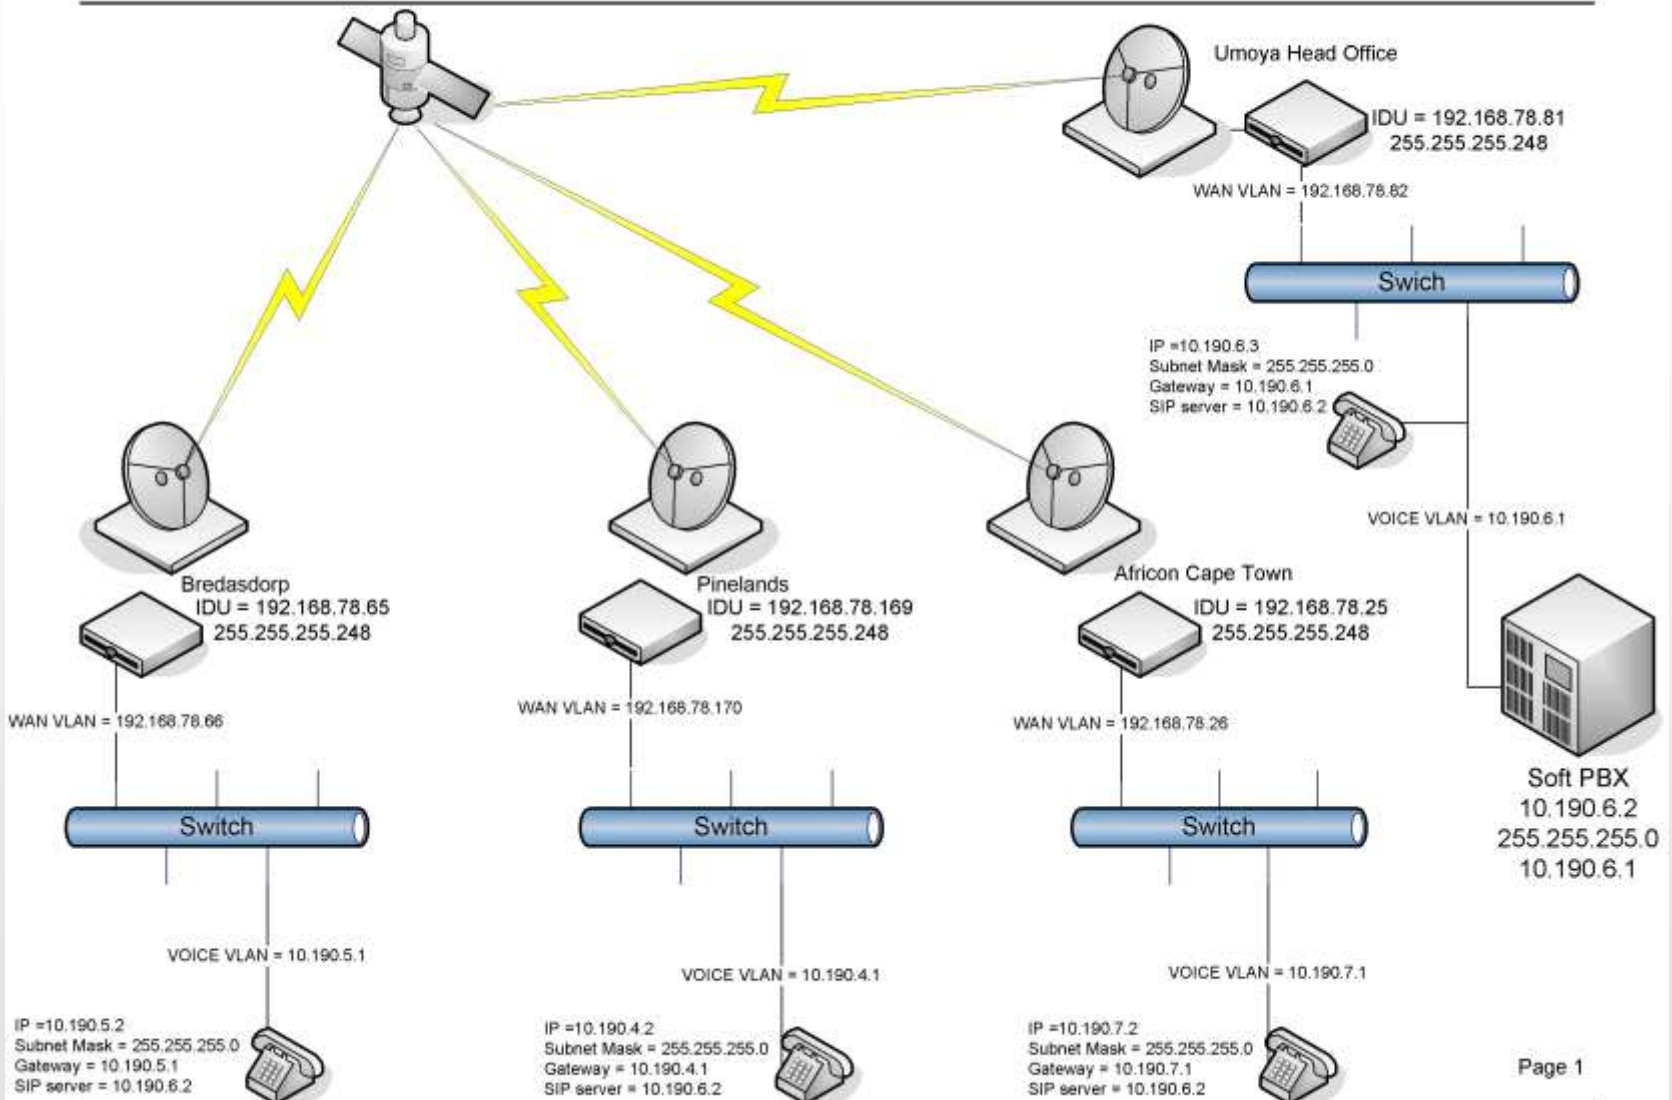 Umoya Head Office
IDU = 192.168.78.81
255.255.255.248
WAN VLAN = 192.168.78.82
Swich
IP =10.190.6.3
Subnet Mask = 255.255.255.0
Gateway = 10.190.6.1
SIP server = 10.190.6.2
VOICE VLAN = 10.190.6.1
Soft PBX
10.190.6.2
255.255.255.0
10.190.6.1
Bredasdorp
IDU = 192.168.78.65
255.255.255.248
WAN VLAN = 192.168.78.66
Switch
VOICE VLAN = 10.190.5.1
IP =10.190.5.2
Subnet Mask = 255.255.255.0
Gateway = 10.190.5.1
SIP server = 10.190.6.2
Pinelands
IDU = 192.168.78.169
255.255.255.248
WAN VLAN = 192.168.78.170
Switch
VOICE VLAN = 10.190.4.1
IP =10.190.4.2
Subnet Mask = 255.255.255.0
Gateway = 10.190.4.1
SIP server = 10.190.6.2
Africon Cape Town
IDU = 192.168.78.25
255.255.255.248
WAN VLAN = 192.168.78.26
Switch
VOICE VLAN = 10.190.7.1
IP =10.190.7.2
Subnet Mask = 255.255.255.0
Gateway = 10.190.7.1
SIP server = 10.190.6.2
Page 1